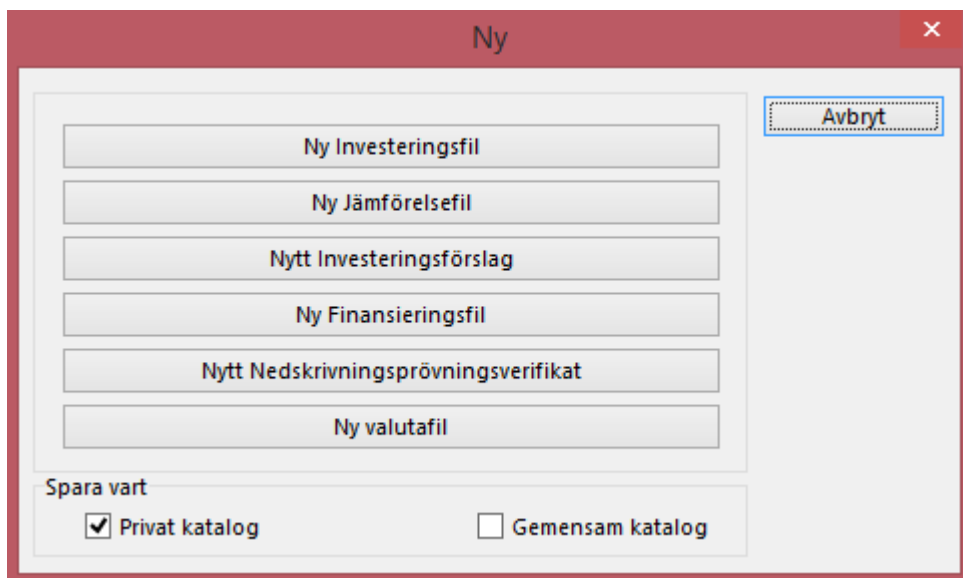 Ny
Avbryt
Ny Investeringsfil
Ny Jämförelsefil
Nytt Investeringsförslag
Ny Finansieringsfil
Nytt Nedskrivningsprövningsverifikat
Ny valutafil
Spara vart
Privat katalog
Gemensam katalog